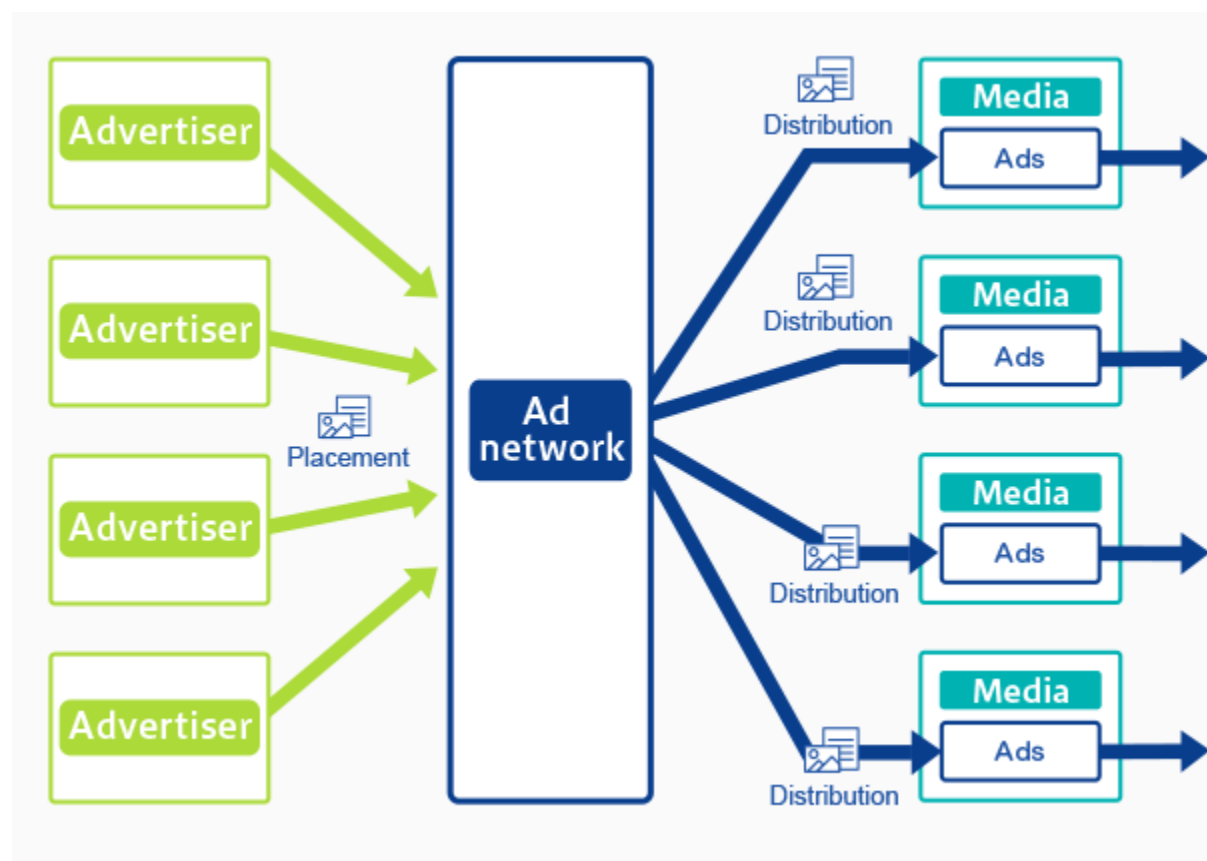 Advertiser
Advertiser
Placement
Advertiser
Advertiser
Ad
network
Distribution
Media
Ads
Distribution
Media
Ads
Distribution
Media
Ads
Distribution
Media
Ads